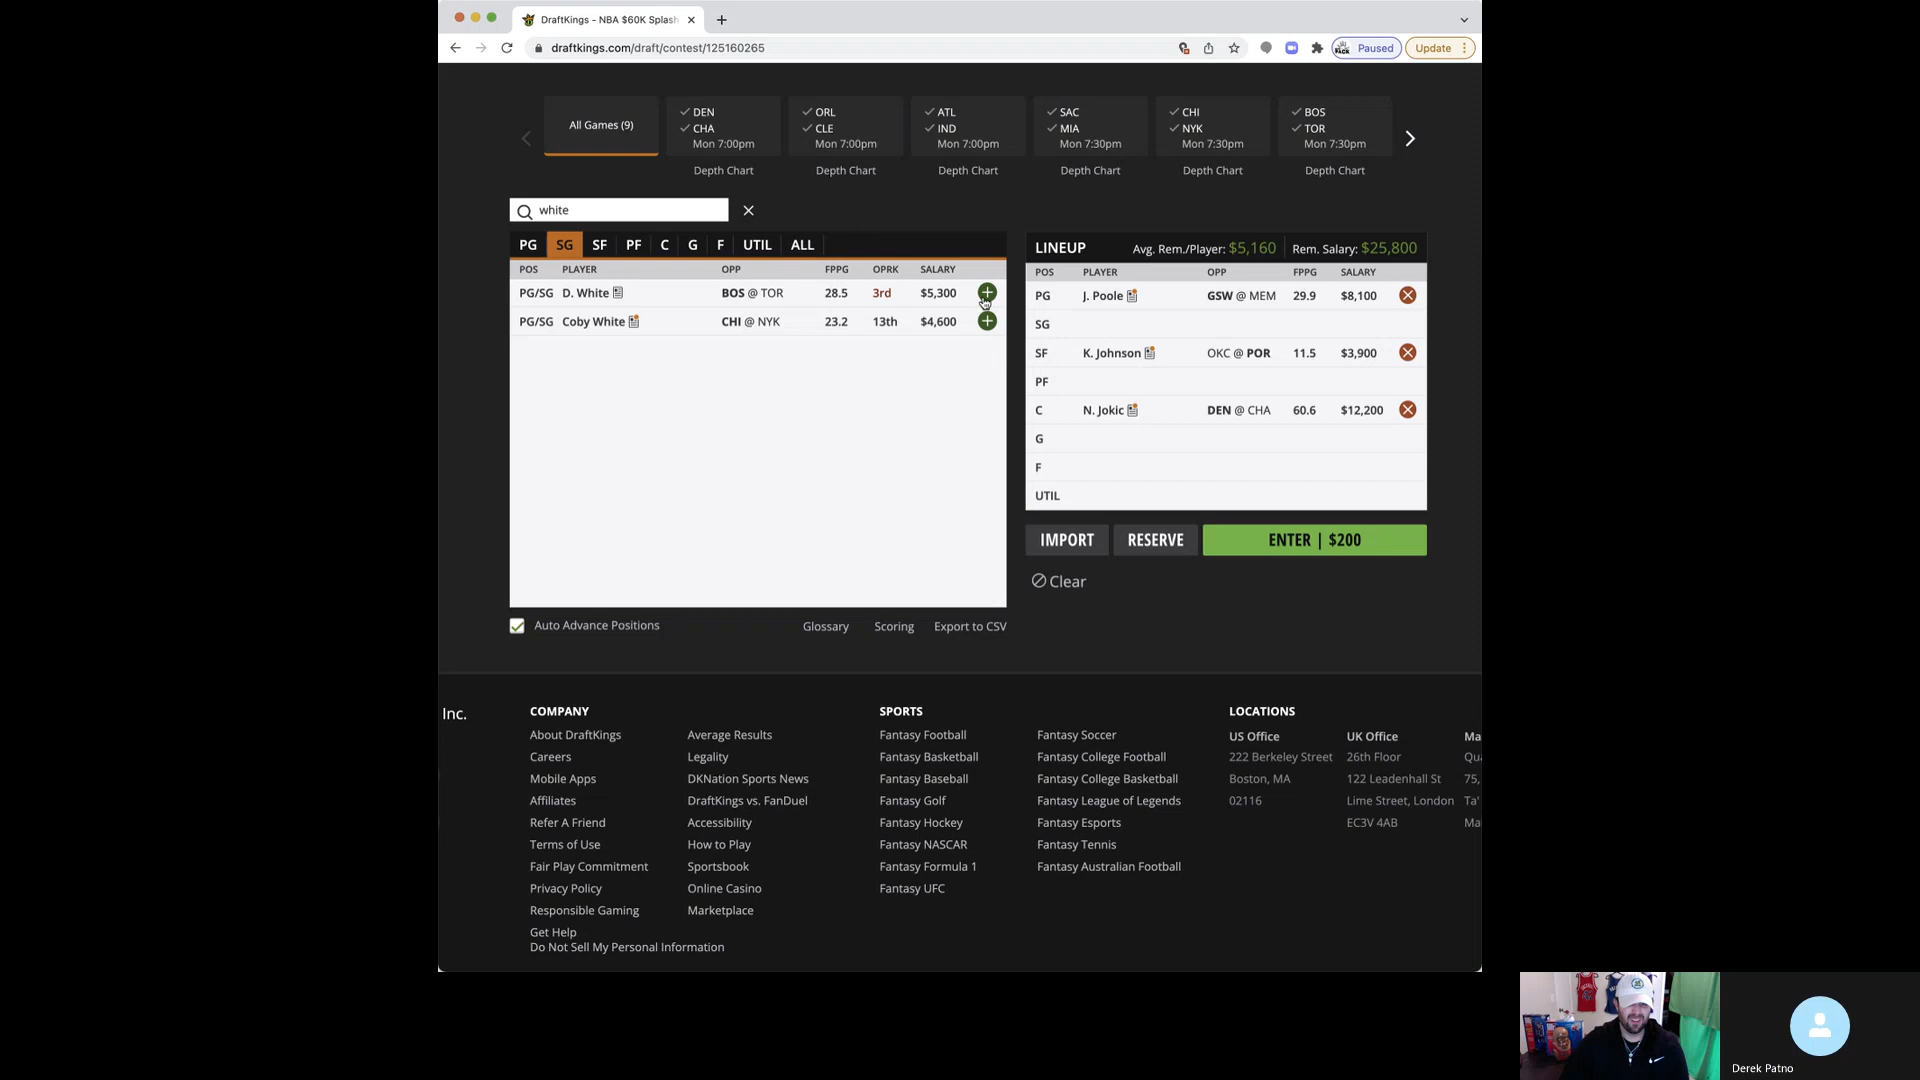 DraftKings - NBA $60K Splash
draftkings.com/draft/contest/125160265
Paused
Update
All Games (9)
DEN
CHA
Mon 7:00pm
ORL
CLE
Mon 7:00pm
ATL
IND
Mon 7:00pm
SAC
MIA
Mon 7:30pm
CHI
NYK
Mon 7:30pm
BOS
TOR
Mon 7:30pm
Depth Chart Depth Chart Depth Chart Depth Chart Depth Chart Depth Chart
white
PG SG SF PF C G F UTIL ALL
POS PLAYER OPP FPPG OPRK SALARY
PG/SG D. White BOS @ TOR 28.5 3rd $5,300
PG/SG Coby White CHI @ NYK 23.2 13th $4,600
Auto Advance Positions Glossary Scoring Export to CSV
LINEUP Avg. Rem./Player: $5,160 Rem. Salary: $25,800
POS PLAYER OPP FPPG SALARY
PG J. Poole GSW @ MEM 29.9 $8,100
SG
SF K. Johnson OKC @ POR 11.5 $3,900
PF
C N. Jokic DEN @ CHA 60.6 $12,200
G
F
UTIL
IMPORT RESERVE ENTER | $200
Clear
Inc.
COMPANY
About DraftKings
Careers
Mobile Apps
Affiliates
Refer A Friend
Terms of Use
Fair Play Commitment
Privacy Policy
Responsible Gaming
Get Help
Do Not Sell My Personal Information
Average Results
Legality
DKNation Sports News
DraftKings vs. FanDuel
Accessibility
How to Play
Sportsbook
Online Casino
Marketplace
SPORTS
Fantasy Football
Fantasy Basketball
Fantasy Baseball
Fantasy Golf
Fantasy Hockey
Fantasy NASCAR
Fantasy Formula 1
Fantasy UFC
Fantasy Soccer
Fantasy College Football
Fantasy College Basketball
Fantasy League of Legends
Fantasy Esports
Fantasy Tennis
Fantasy Australian Football
LOCATIONS
US Office
222 Berkeley Street
Boston, MA
02116
UK Office
26th Floor
122 Leadenhall St
Lime Street, London
EC3V 4AB
Ma
Qua
75,
Ta'
Ma
Derek Patno